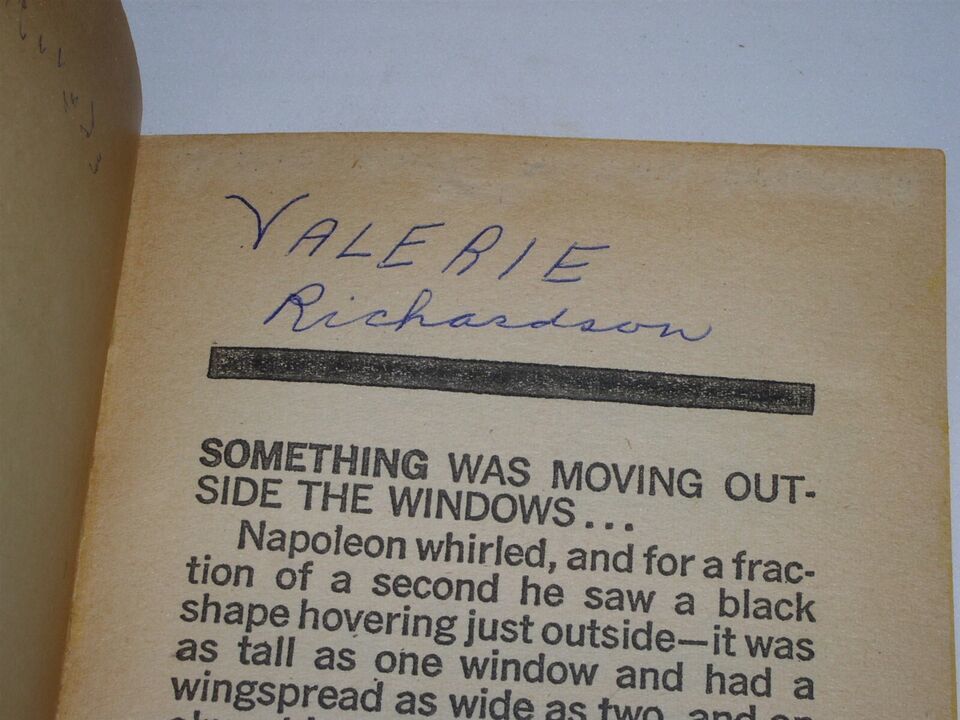 VALERIE
Richardson
SOMETHING WAS MOVING OUT-
SIDE THE WINDOWS...
Napoleon whirled, and for a frac-
tion of a second he saw a black
shape hovering just outside—it was
as tall as one window and had a
wingspread as wide as two, and an